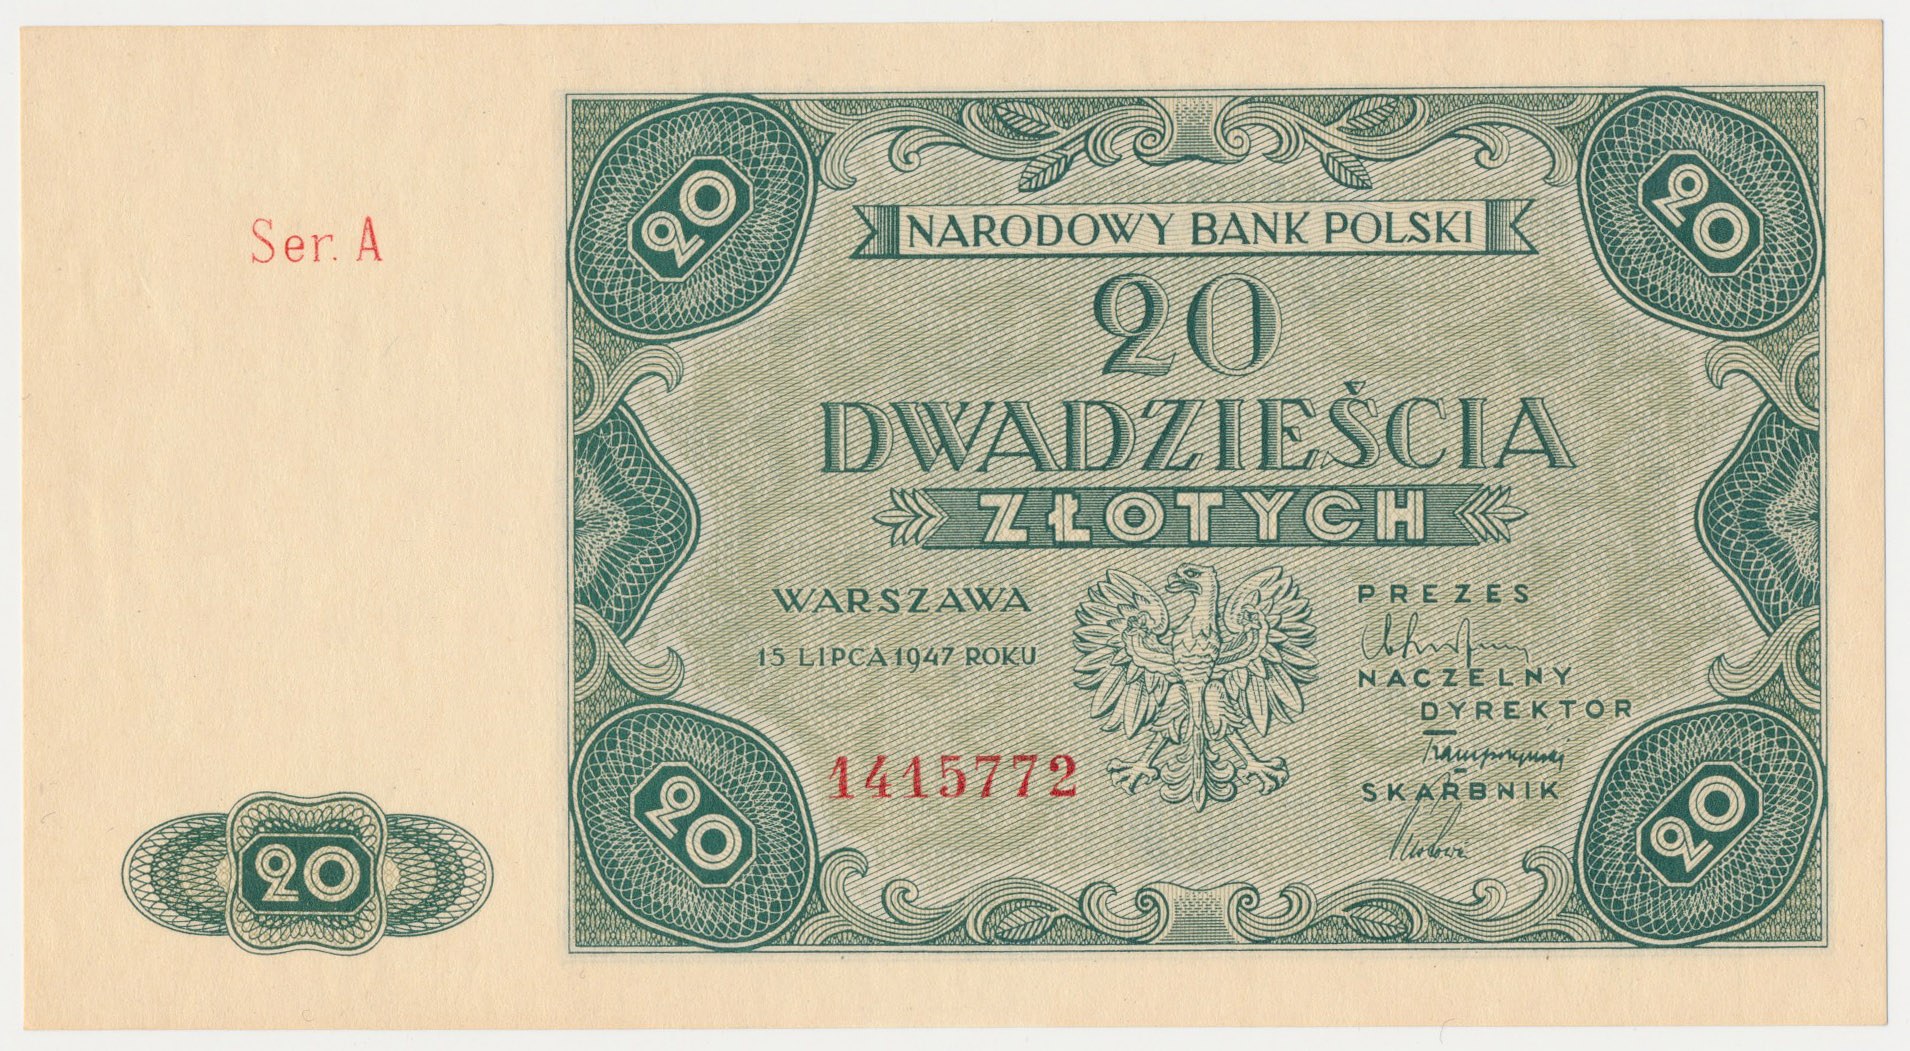 Ser. A
20
20
NARODOWY BANK POLSKI
20
DWADZIEŚCIA
ZŁOTYCH
WARSZAWA
15 LIPCA 1947 ROKU
PREZES
NACZELNY
DYREKTOR
SKARBNIK
1415772
20
20
20